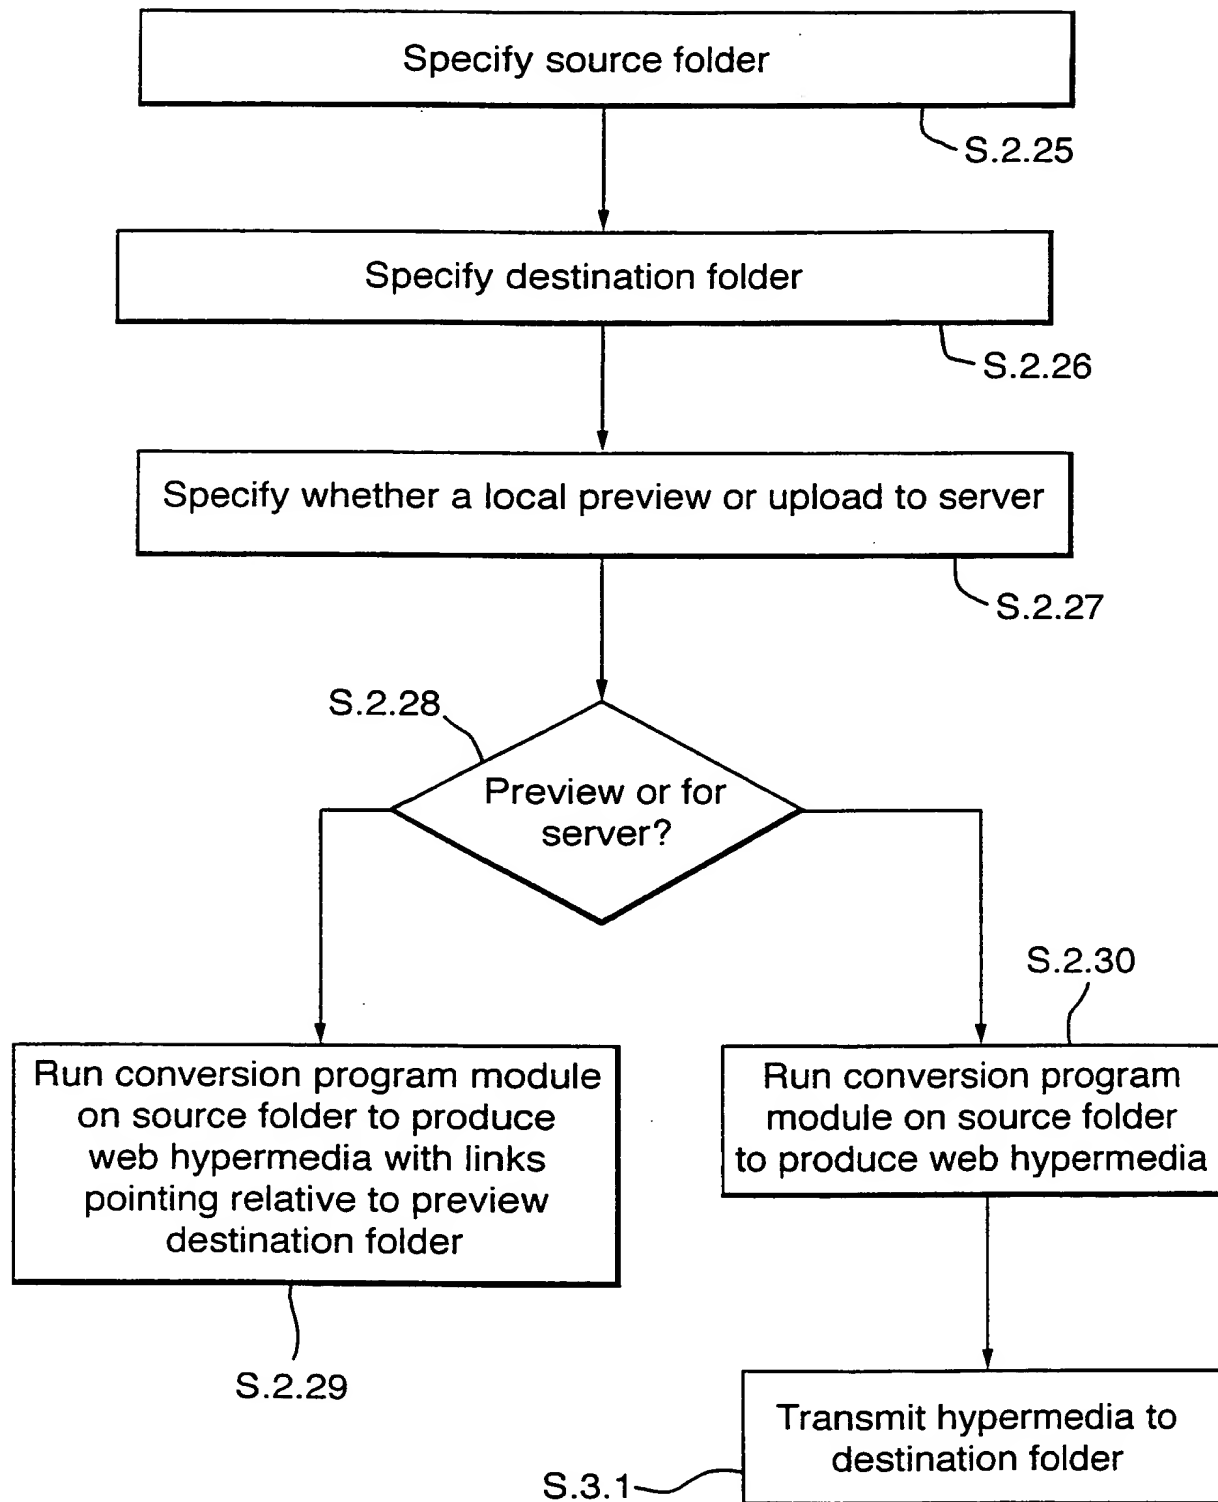 Specify source folder
S.2.25
Specify destination folder
S.2.26
Specify whether a local preview or upload to server
S.2.27
S.2.28
Preview or for
server?
S.2.30
Run conversion program module
on source folder to produce
web hypermedia with links
pointing relative to preview
destination folder
S.2.29
Run conversion program
module on source folder
to produce web hypermedia
Transmit hypermedia to
destination folder
S.3.1